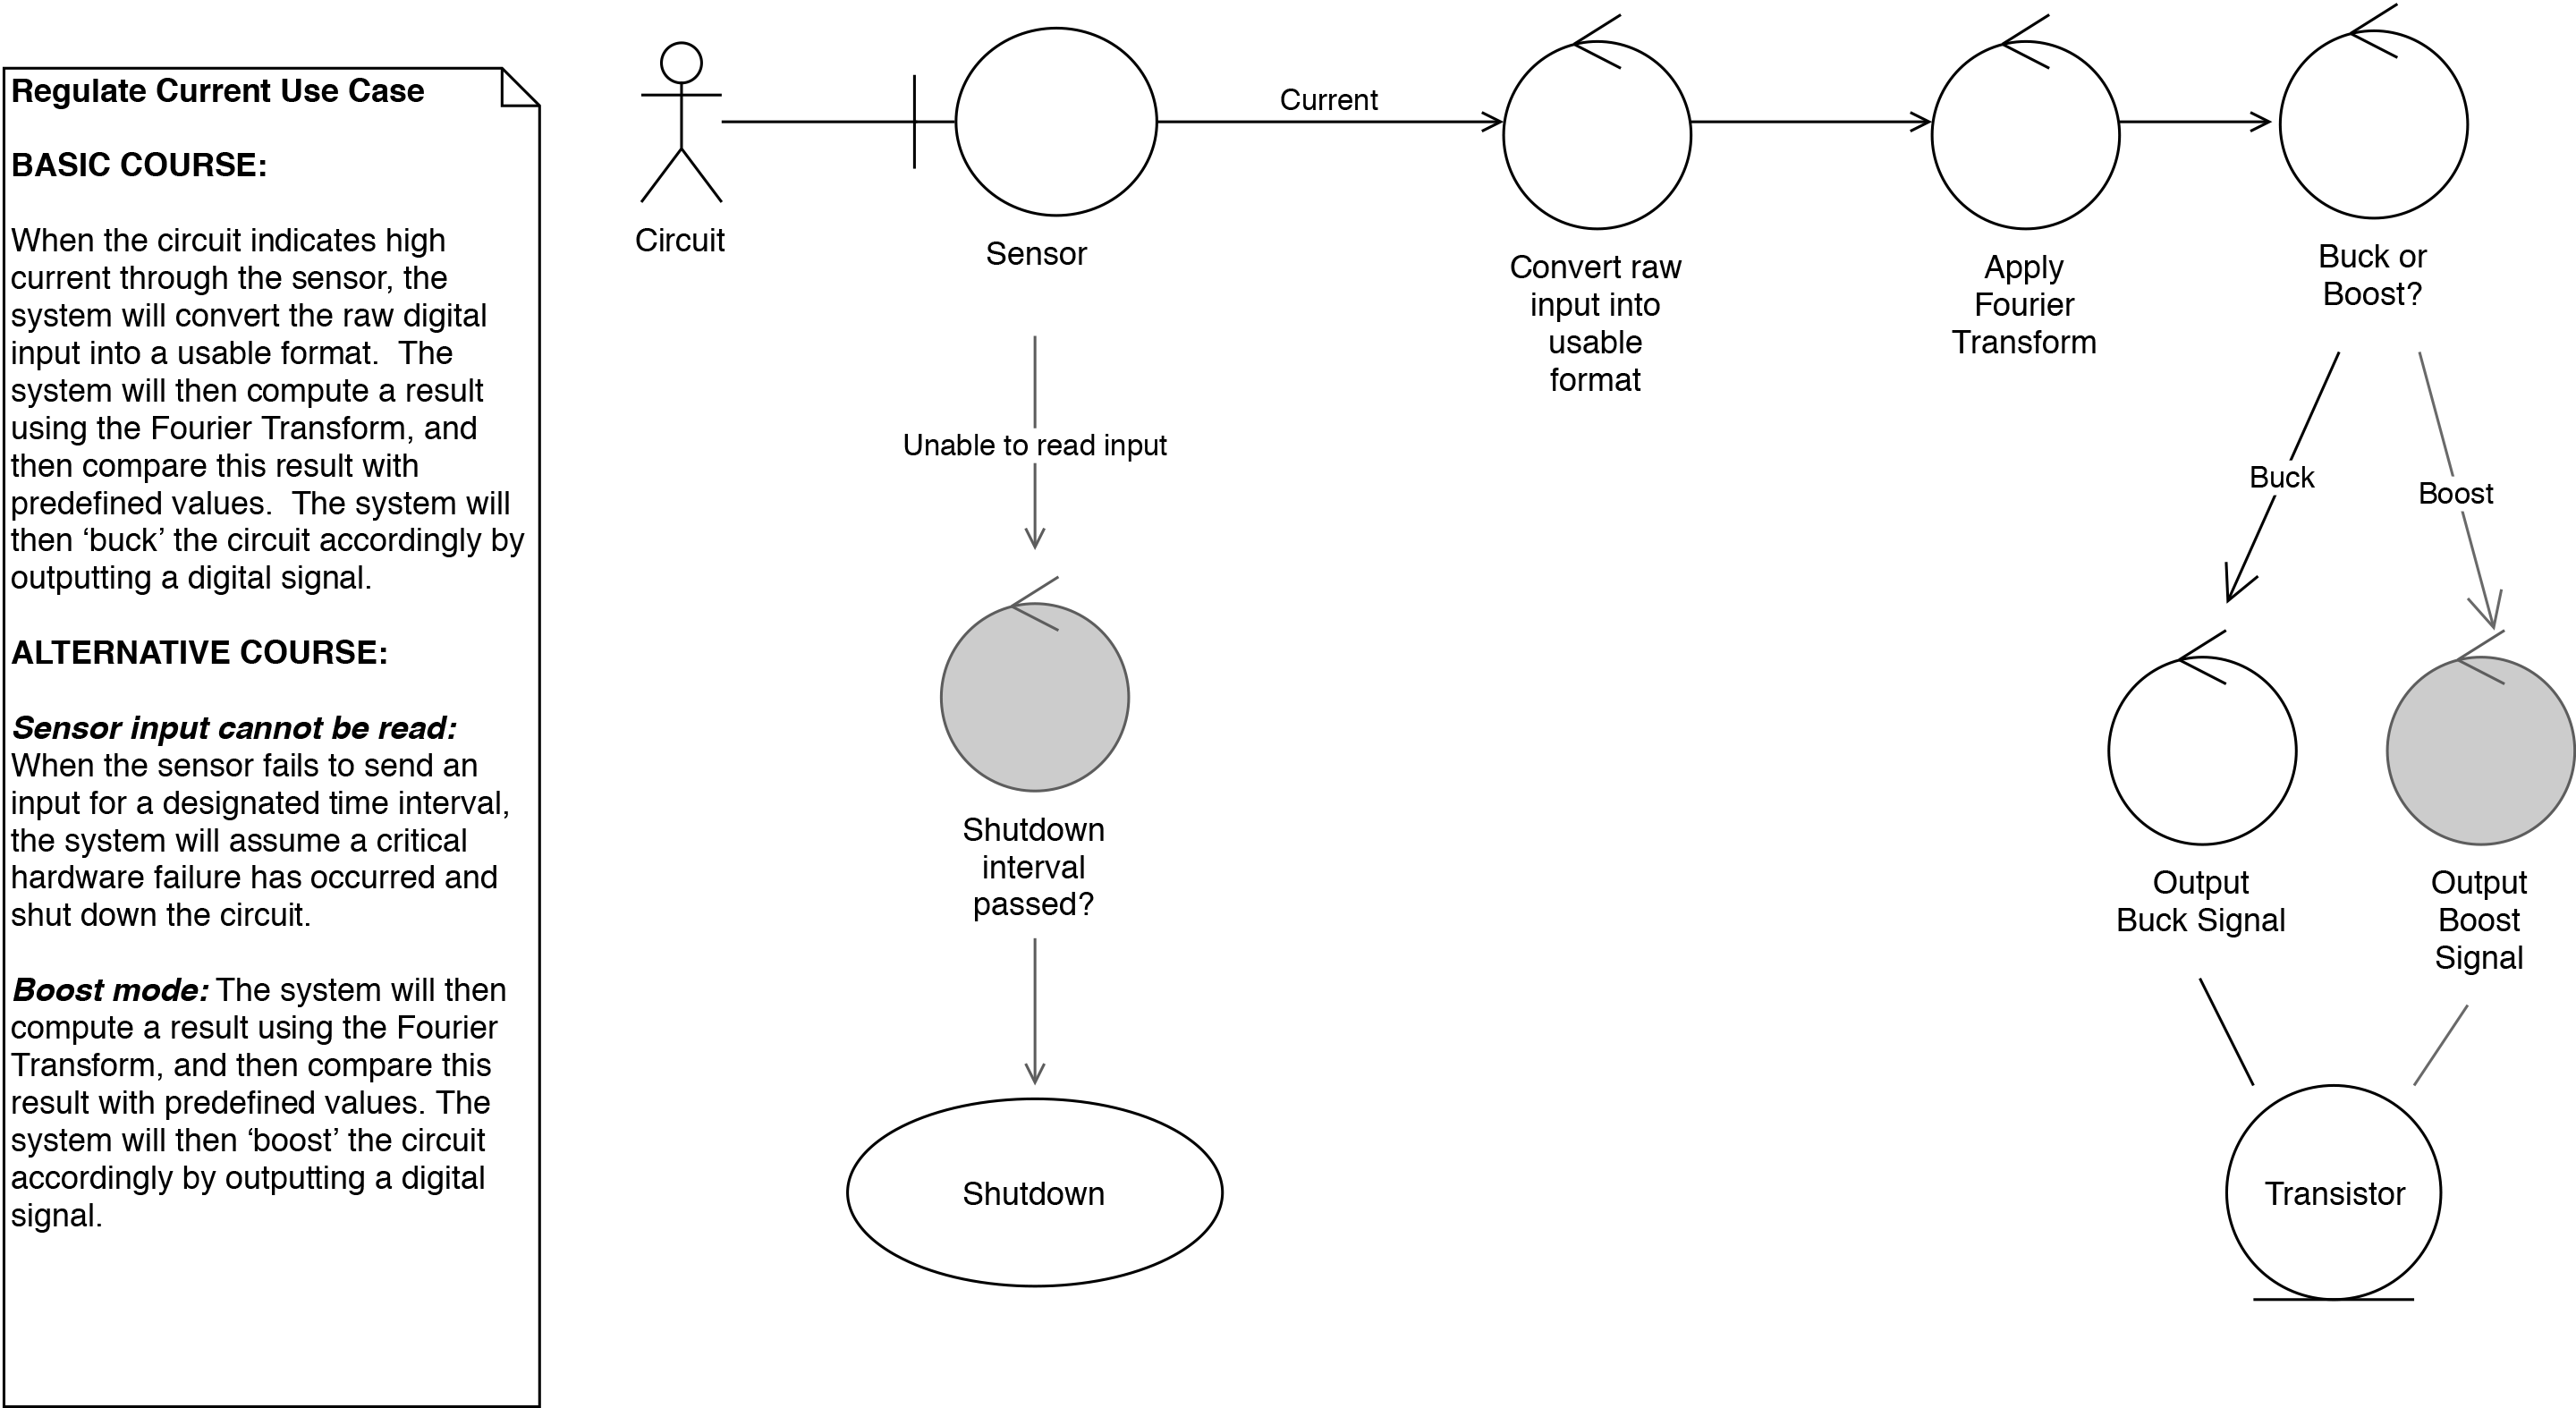 Regulate Current Use Case
BASIC COURSE:
When the circuit indicates high
current through the sensor, the
system will convert the raw digital
input into a usable format.  The
system will then compute a result
using the Fourier Transform, and
then compare this result with
predefined values.  The system will
then ‘buck’ the circuit accordingly by
outputting a digital signal.
ALTERNATIVE COURSE:
Sensor input cannot be read:
When the sensor fails to send an
input for a designated time interval,
the system will assume a critical
hardware failure has occurred and
shut down the circuit.
Boost mode: The system will then
compute a result using the Fourier
Transform, and then compare this
result with predefined values. The
system will then ‘boost’ the circuit
accordingly by outputting a digital
signal.
Circuit
Sensor
Current
Convert raw
input into
usable
format
Apply
Fourier
Transform
Buck or
Boost?
Unable to read input
Buck
Boost
Shutdown
interval
passed?
Output
Buck Signal
Output
Boost
Signal
Shutdown
Transistor